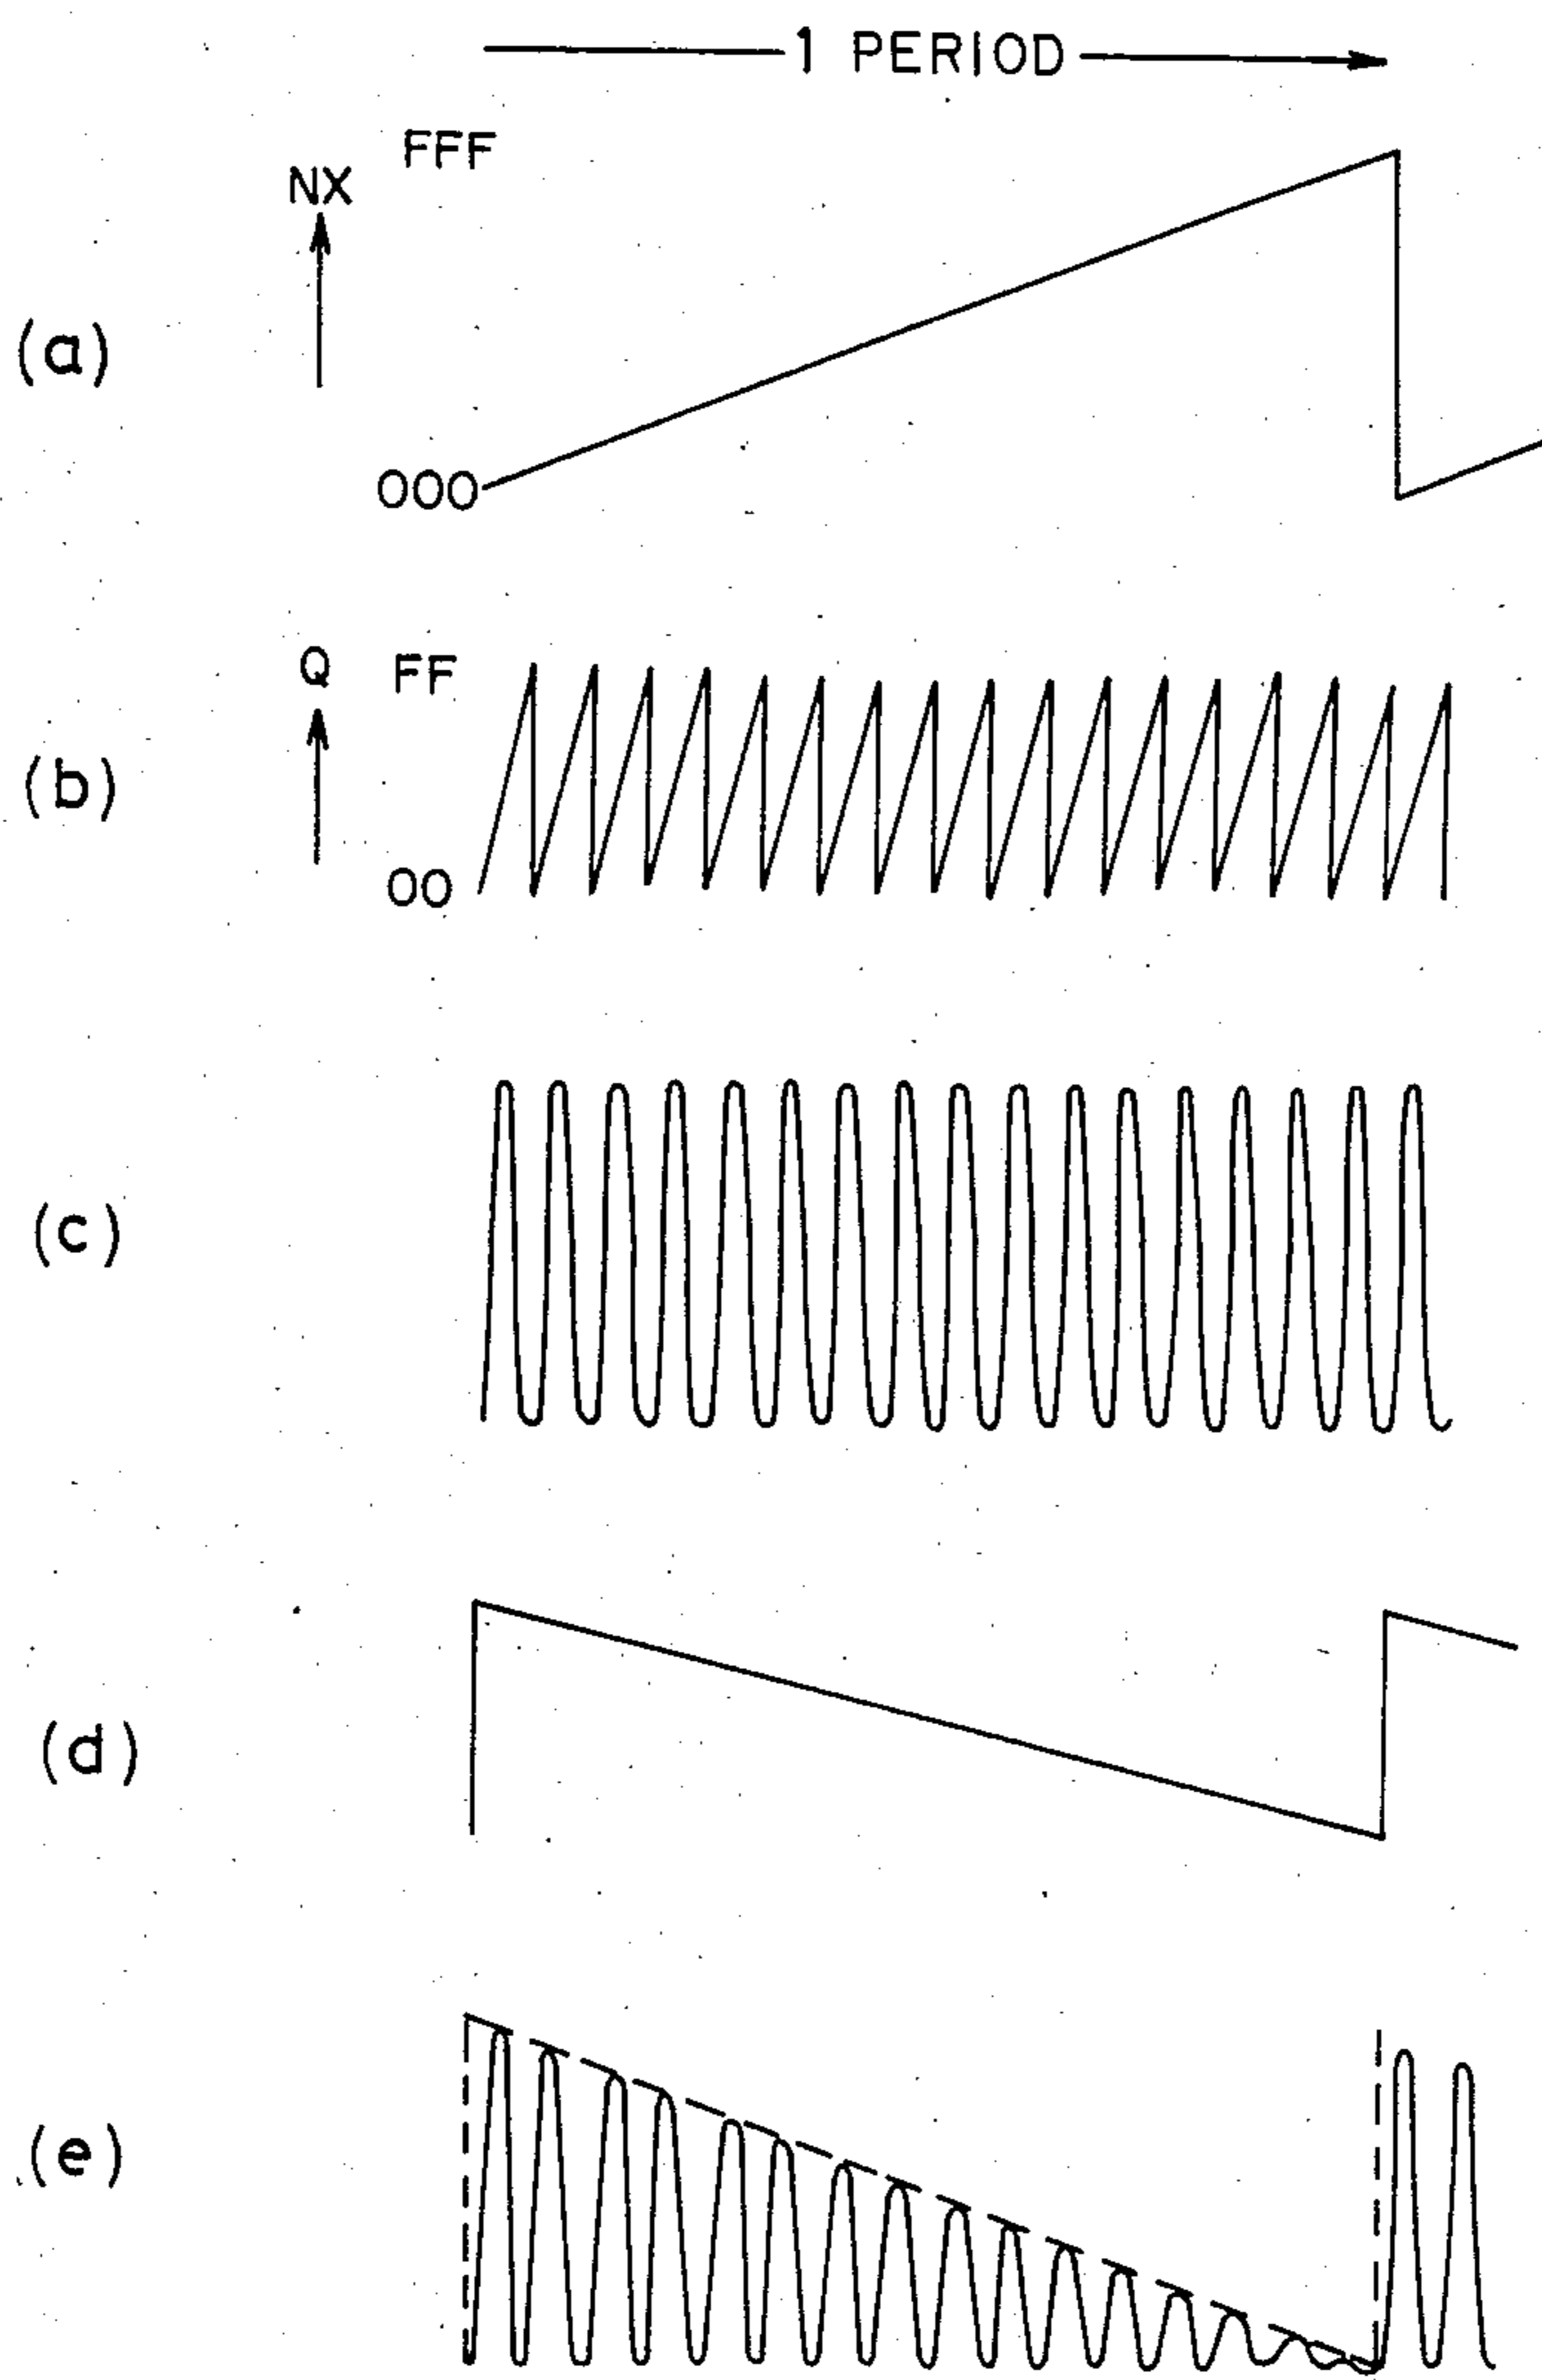 1 PERIOD
NX
FFF
(a)
000
Q
FF
(b)
00
(c)
(d)
(e)